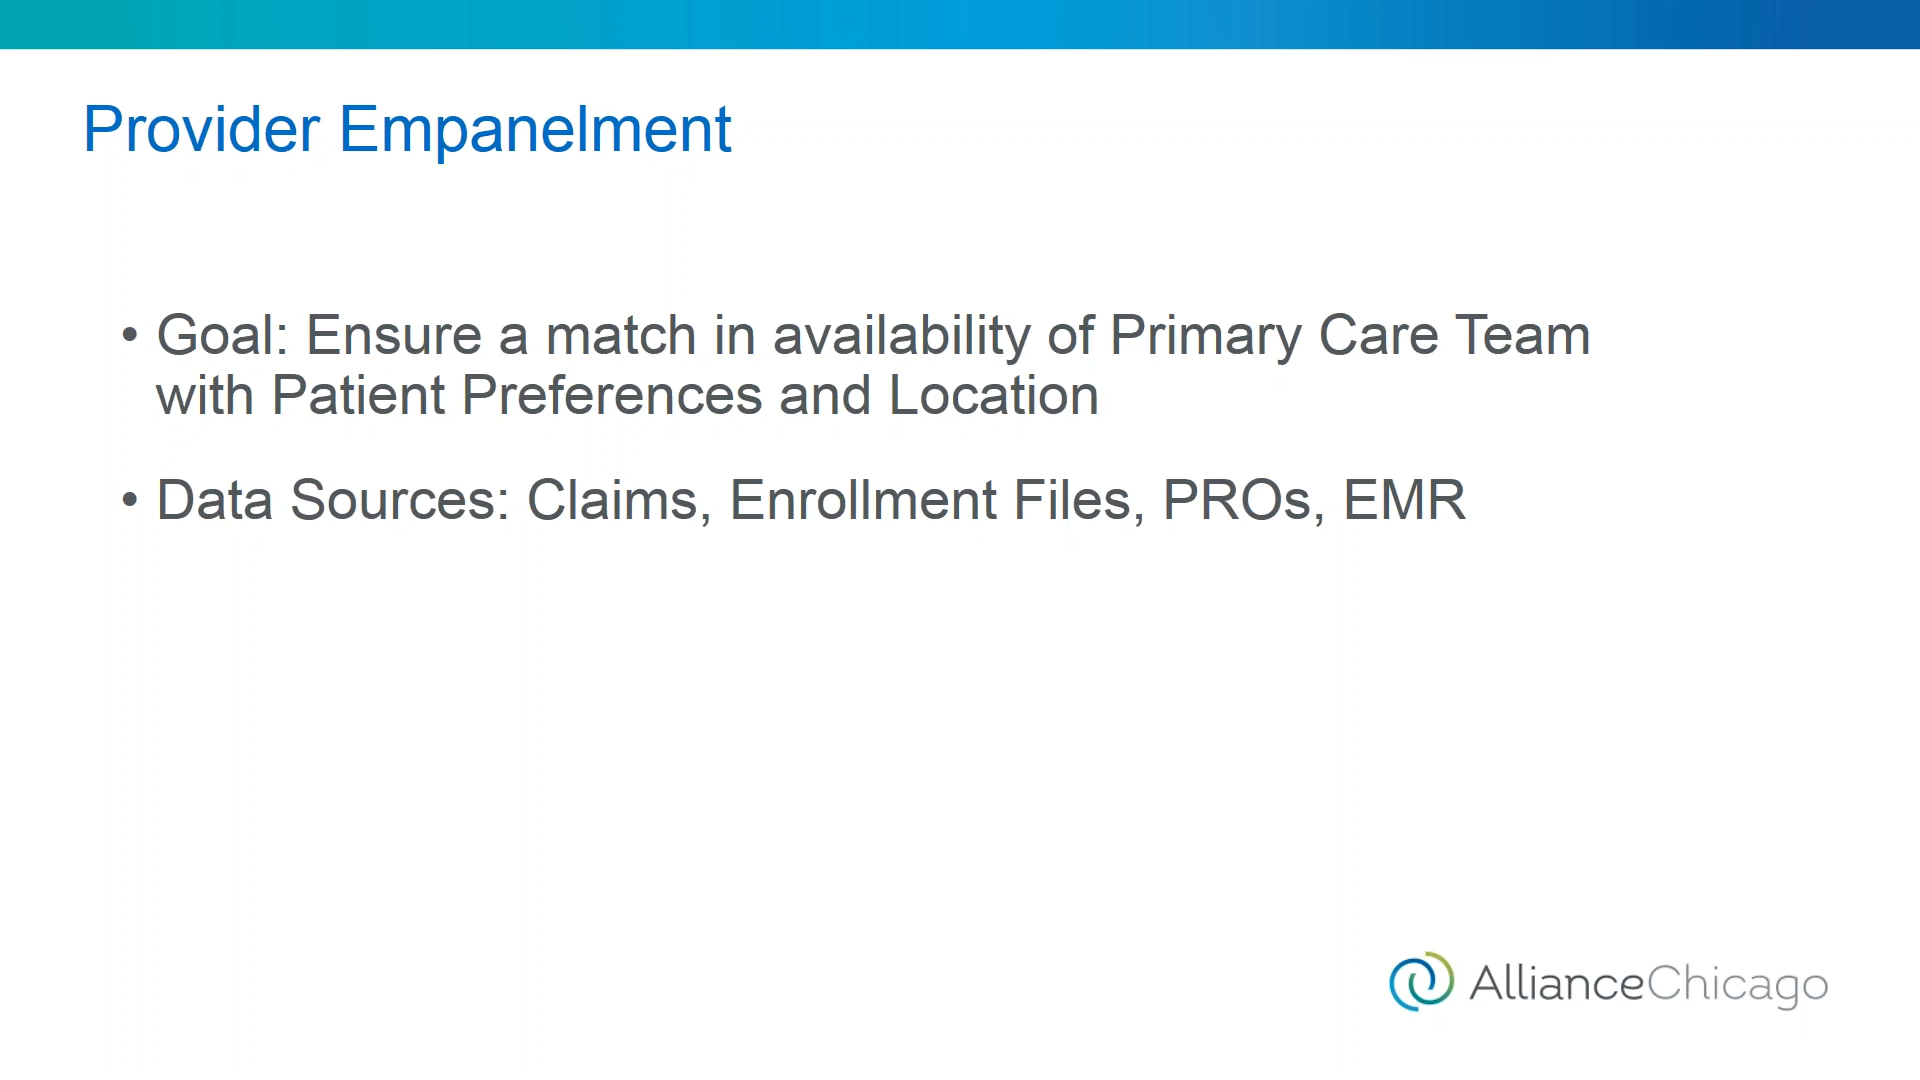 Provider Empanelment
• Goal: Ensure a match in availability of Primary Care Team
with Patient Preferences and Location
• Data Sources: Claims, Enrollment Files, PROs, EMR
AllianceChicago